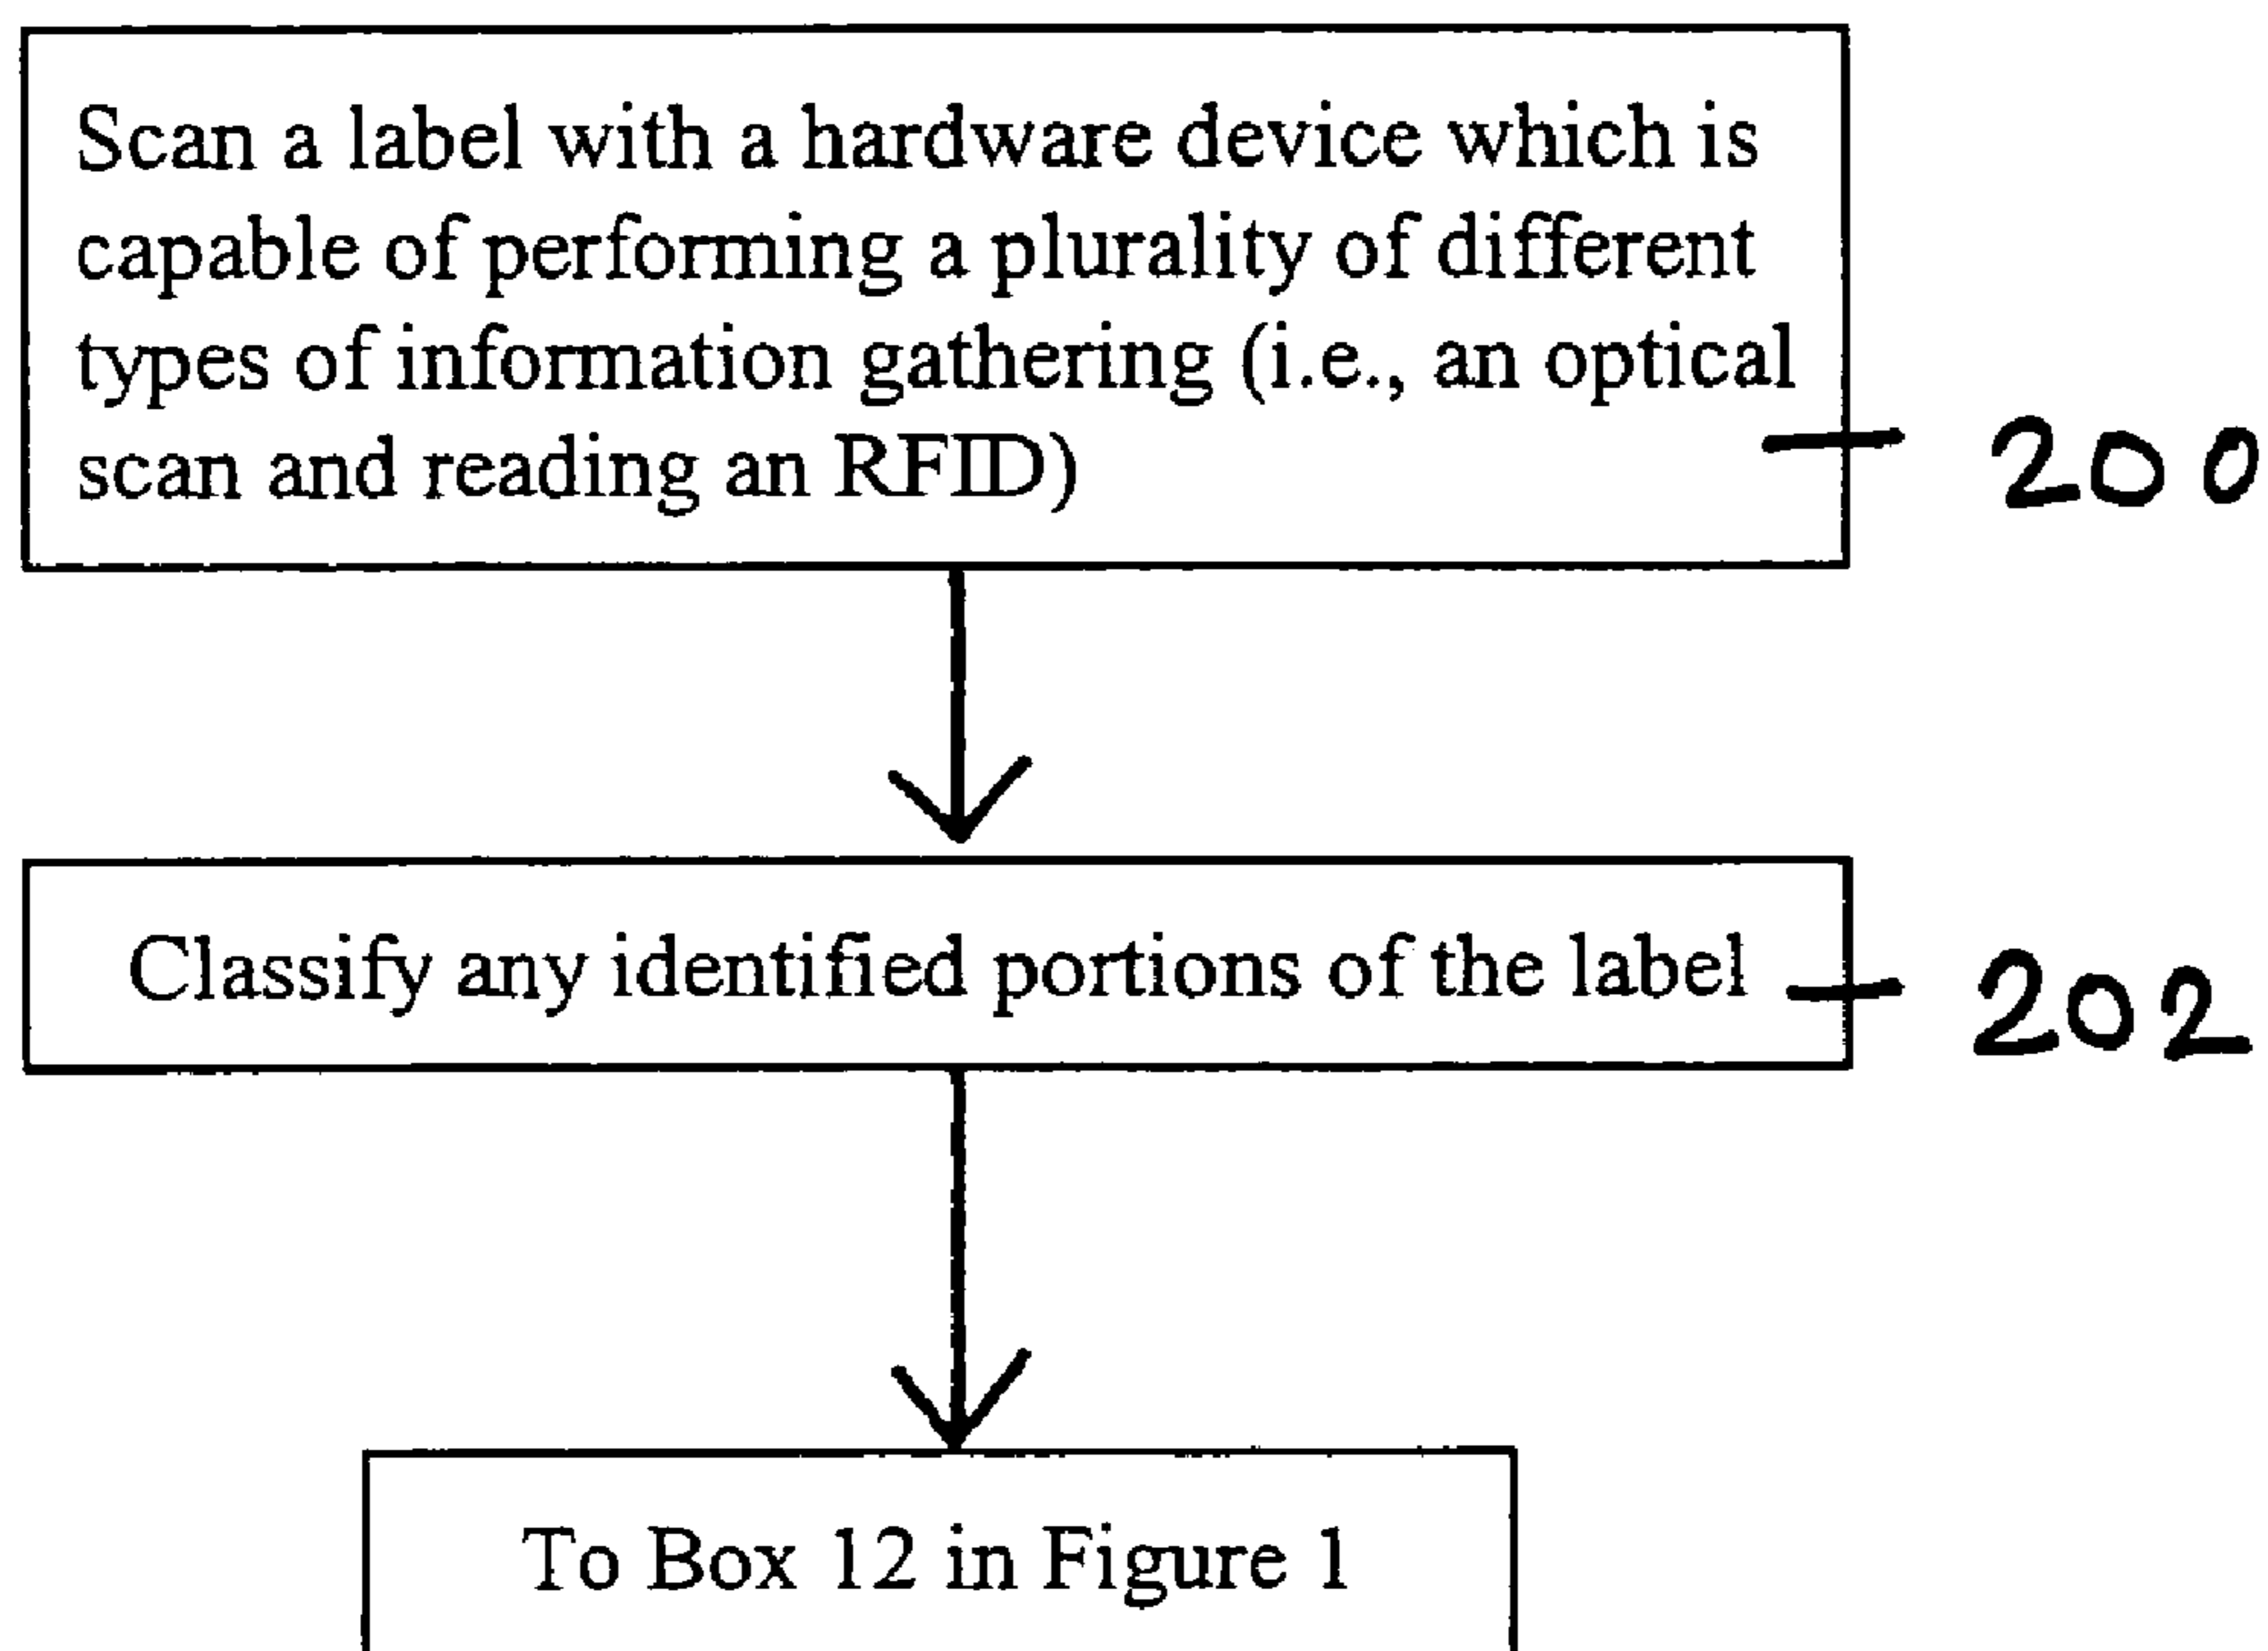 Scan a label with a hardware device which is
capable of performing a plurality of different
types of information gathering (i.e., an optical
scan and reading an RFID)
200
Classify any identified portions of the label
202
To Box 12 in Figure 1